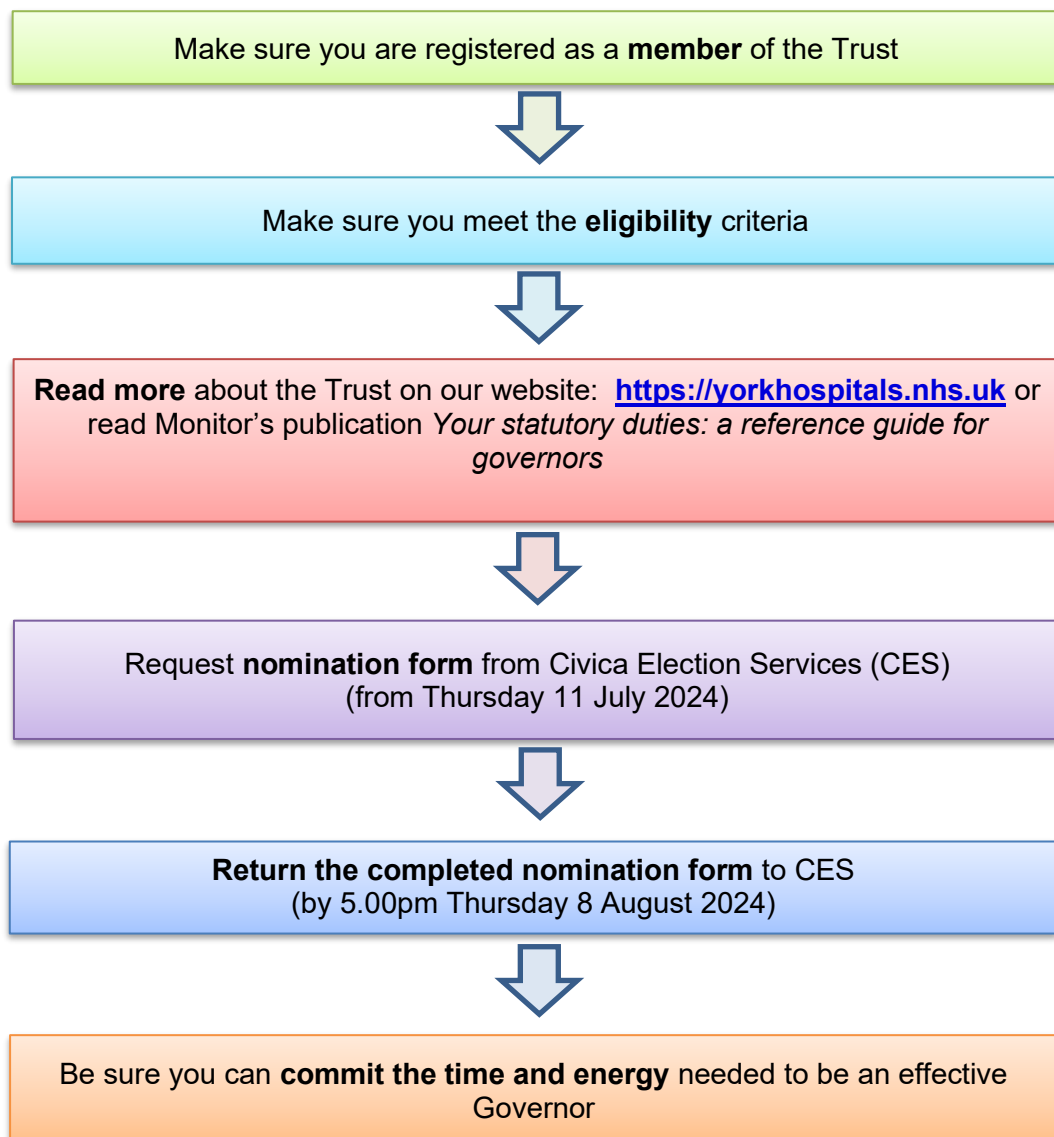 Make sure you are registered as a member of the Trust
Make sure you meet the eligibility criteria
Read more about the Trust on our website:  https://yorkhospitals.nhs.uk or
read Monitor’s publication Your statutory duties: a reference guide for
governors
Request nomination form from Civica Election Services (CES)
(from Thursday 11 July 2024)
Return the completed nomination form to CES
(by 5.00pm Thursday 8 August 2024)
Be sure you can commit the time and energy needed to be an effective
Governor